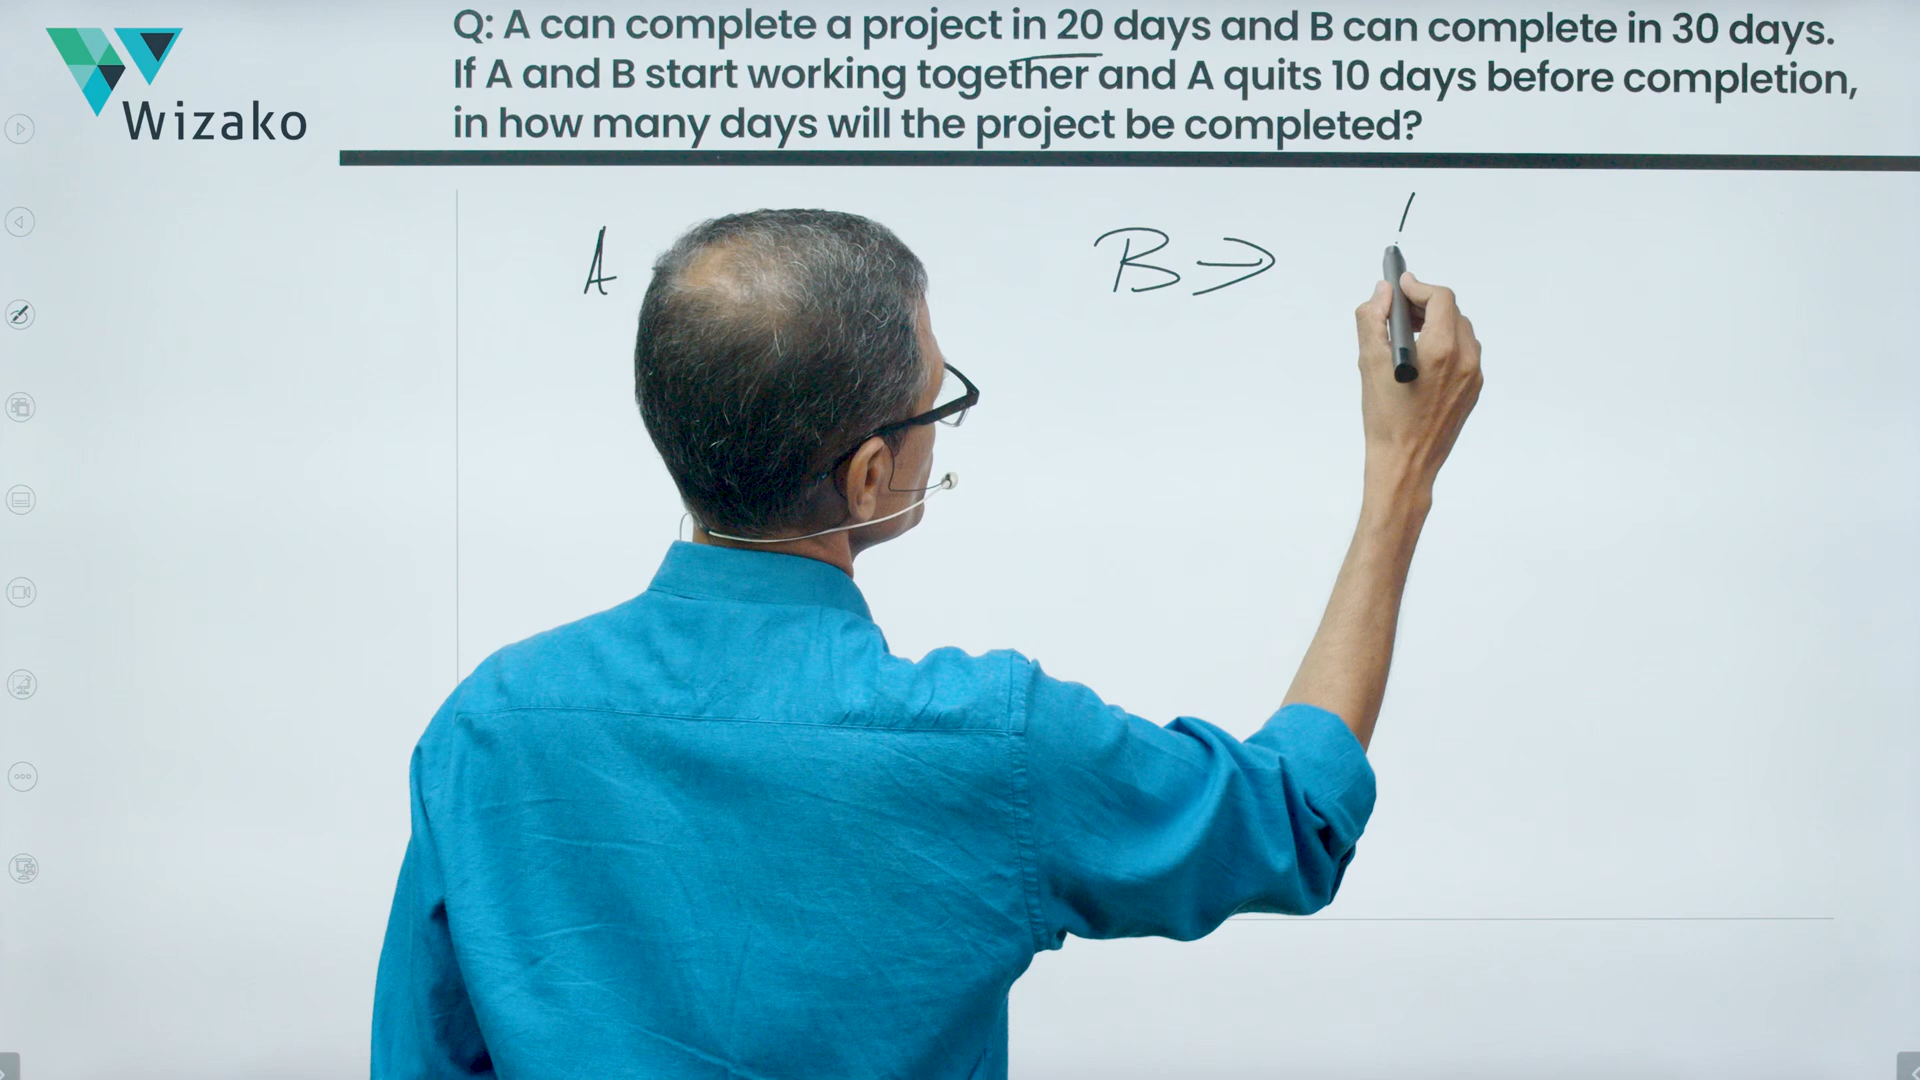 Q: A can complete a project in 20 days and B can complete in 30 days.
If A and B start working together and A quits 10 days before completion,
in how many days will the project be completed?
Wizako
A B ⇒ /